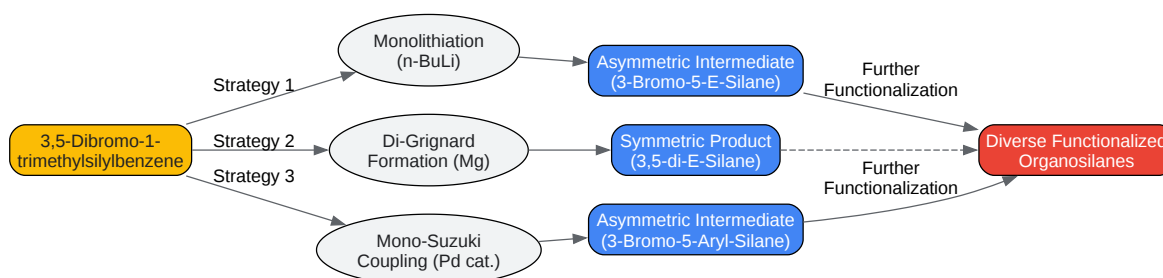 Monolithiation
(n-BuLi)
Asymmetric Intermediate
(3-Bromo-5-E-Silane)
Further
Functionalization
Strategy 1
3,5-Dibromo-1-
trimethylsilylbenzene
Strategy 2
Di-Grignard
Formation (Mg)
Symmetric Product
(3,5-di-E-Silane)
Diverse Functionalized
Organosilanes
Strategy 3
Further
Functionalization
Mono-Suzuki
Coupling (Pd cat.)
Asymmetric Intermediate
(3-Bromo-5-Aryl-Silane)